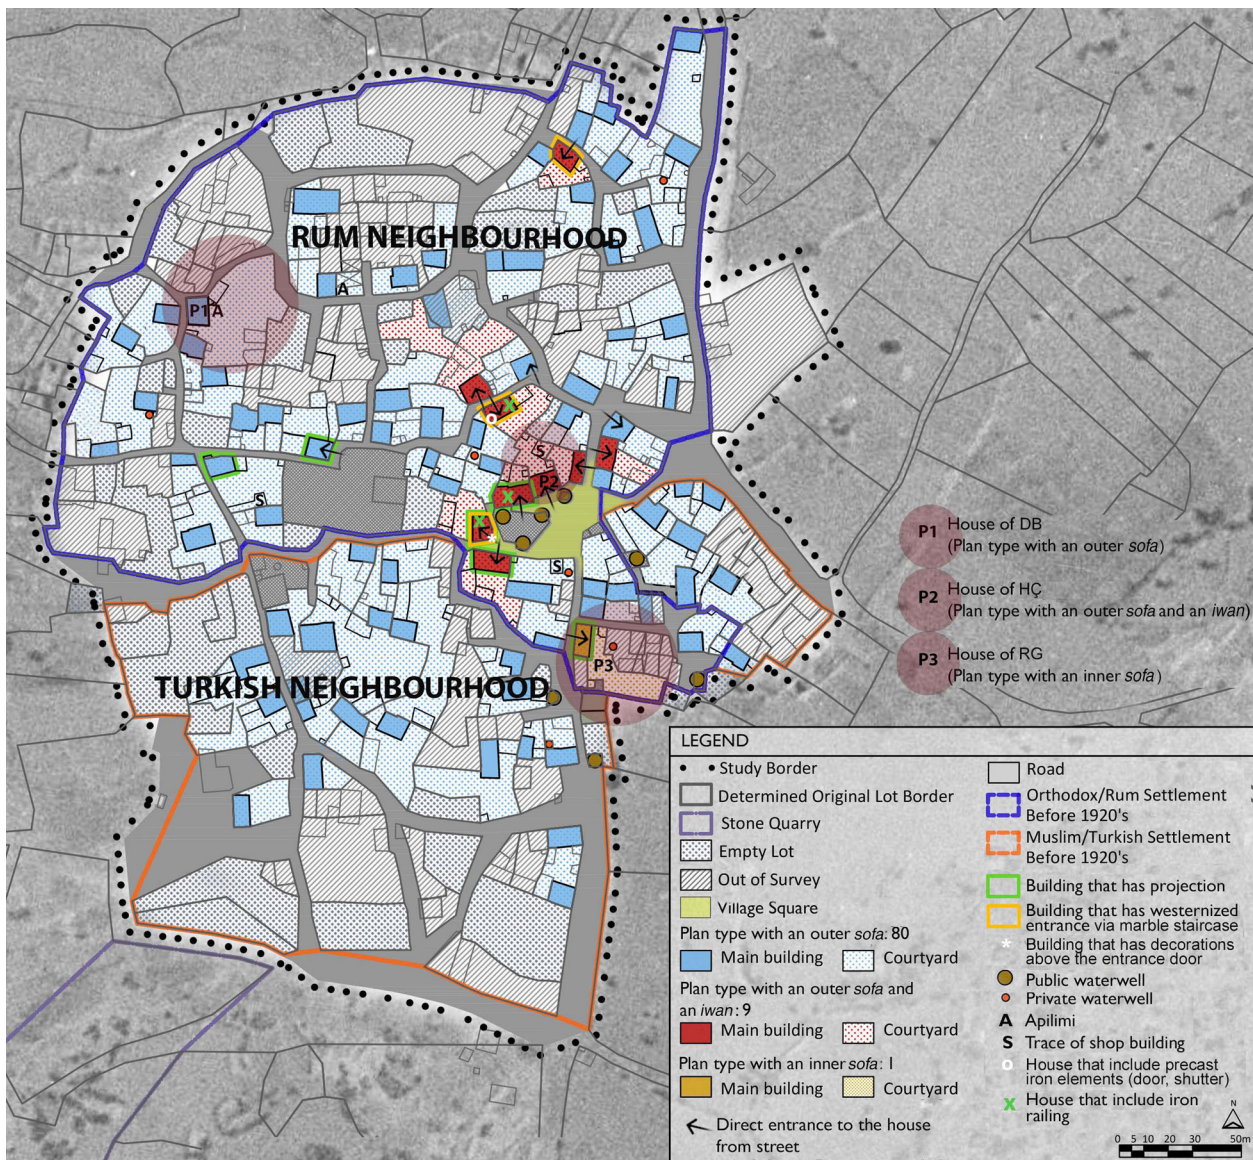 RUM NEIGHBOURHOOD
A
P1 A
S
P2
X
O
X
*
X
S
S
P3
TURKISH NEIGHBOURHOOD
P1 House of DB
(Plan type with an outer sofa)
P2 House of HÇ
(Plan type with an outer sofa and an iwan)
P3 House of RG
(Plan type with an inner sofa)
LEGEND
Study Border
Determined Original Lot Border
Stone Quarry
Empty Lot
Out of Survey
Village Square
Plan type with an outer sofa: 80
Main building Courtyard
Plan type with an outer sofa and
an iwan: 9
Main building Courtyard
Plan type with an inner sofa: 1
Main building Courtyard
Direct entrance to the house
from street
Road
Orthodox/Rum Settlement
Before 1920's
Muslim/Turkish Settlement
Before 1920's
Building that has projection
Building that has westernized
entrance via marble staircase
* Building that has decorations
above the entrance door
Public waterwell
Private waterwell
A Apilimi
S Trace of shop building
O House that include precast
iron elements (door, shutter)
X House that include iron
railing
N
0 5 10 20 30 50m